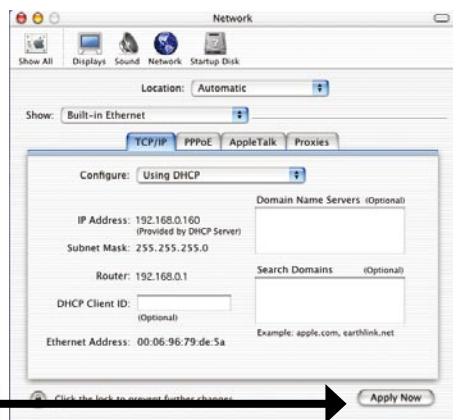 Network
Show All Displays Sound Network Startup Disk
Location: Automatic
Show: Built-in Ethernet
TCP/IP PPPoE AppleTalk Proxies
Configure: Using DHCP
Domain Name Servers (Optional)
IP Address: 192.168.0.160
(Provided by DHCP Server)
Subnet Mask: 255.255.255.0
Router: 192.168.0.1
Search Domains (Optional)
DHCP Client ID:
(Optional)
Example: apple.com, earthlink.net
Ethernet Address: 00:06:96:79:de:5a
Click the lock to prevent further changes.
Apply Now